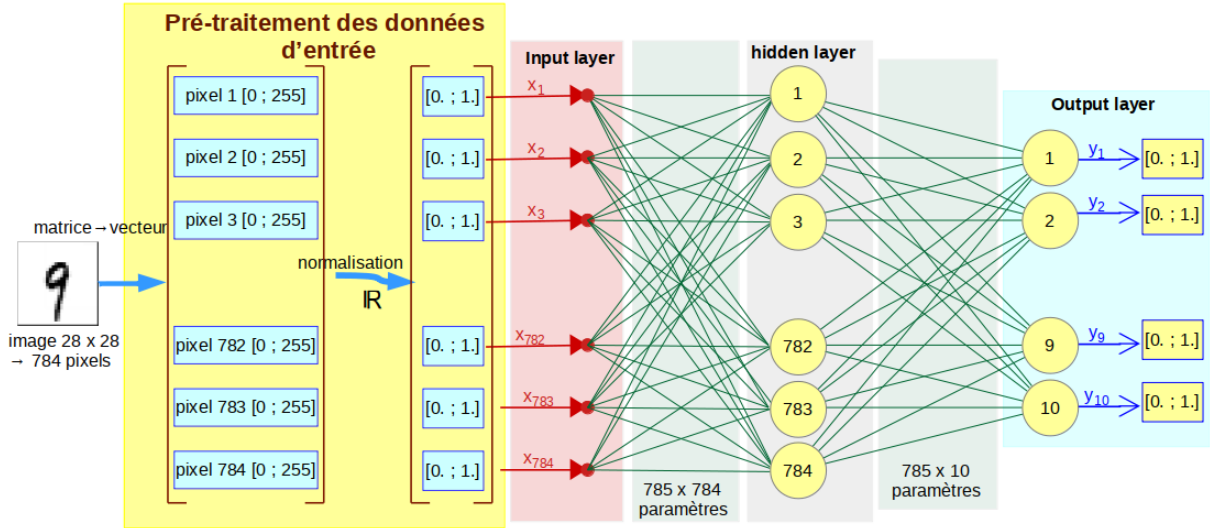 Pré-traitement des données
d'entrée
matrice→vecteur
image 28 x 28
→ 784 pixels
pixel 1 [0 ; 255]
pixel 2 [0 ; 255]
pixel 3 [0 ; 255]
pixel 782 [0 ; 255]
pixel 783 [0 ; 255]
pixel 784 [0 ; 255]
normalisation
ℝ
[0. ; 1.]
[0. ; 1.]
[0. ; 1.]
[0. ; 1.]
[0. ; 1.]
[0. ; 1.]
Input layer
x1
x2
x3
x782
x783
x784
785 x 784
paramètres
hidden layer
1
2
3
782
783
784
785 x 10
paramètres
Output layer
1
2
9
10
y1
y2
y9
y10
[0. ; 1.]
[0. ; 1.]
[0. ; 1.]
[0. ; 1.]
9